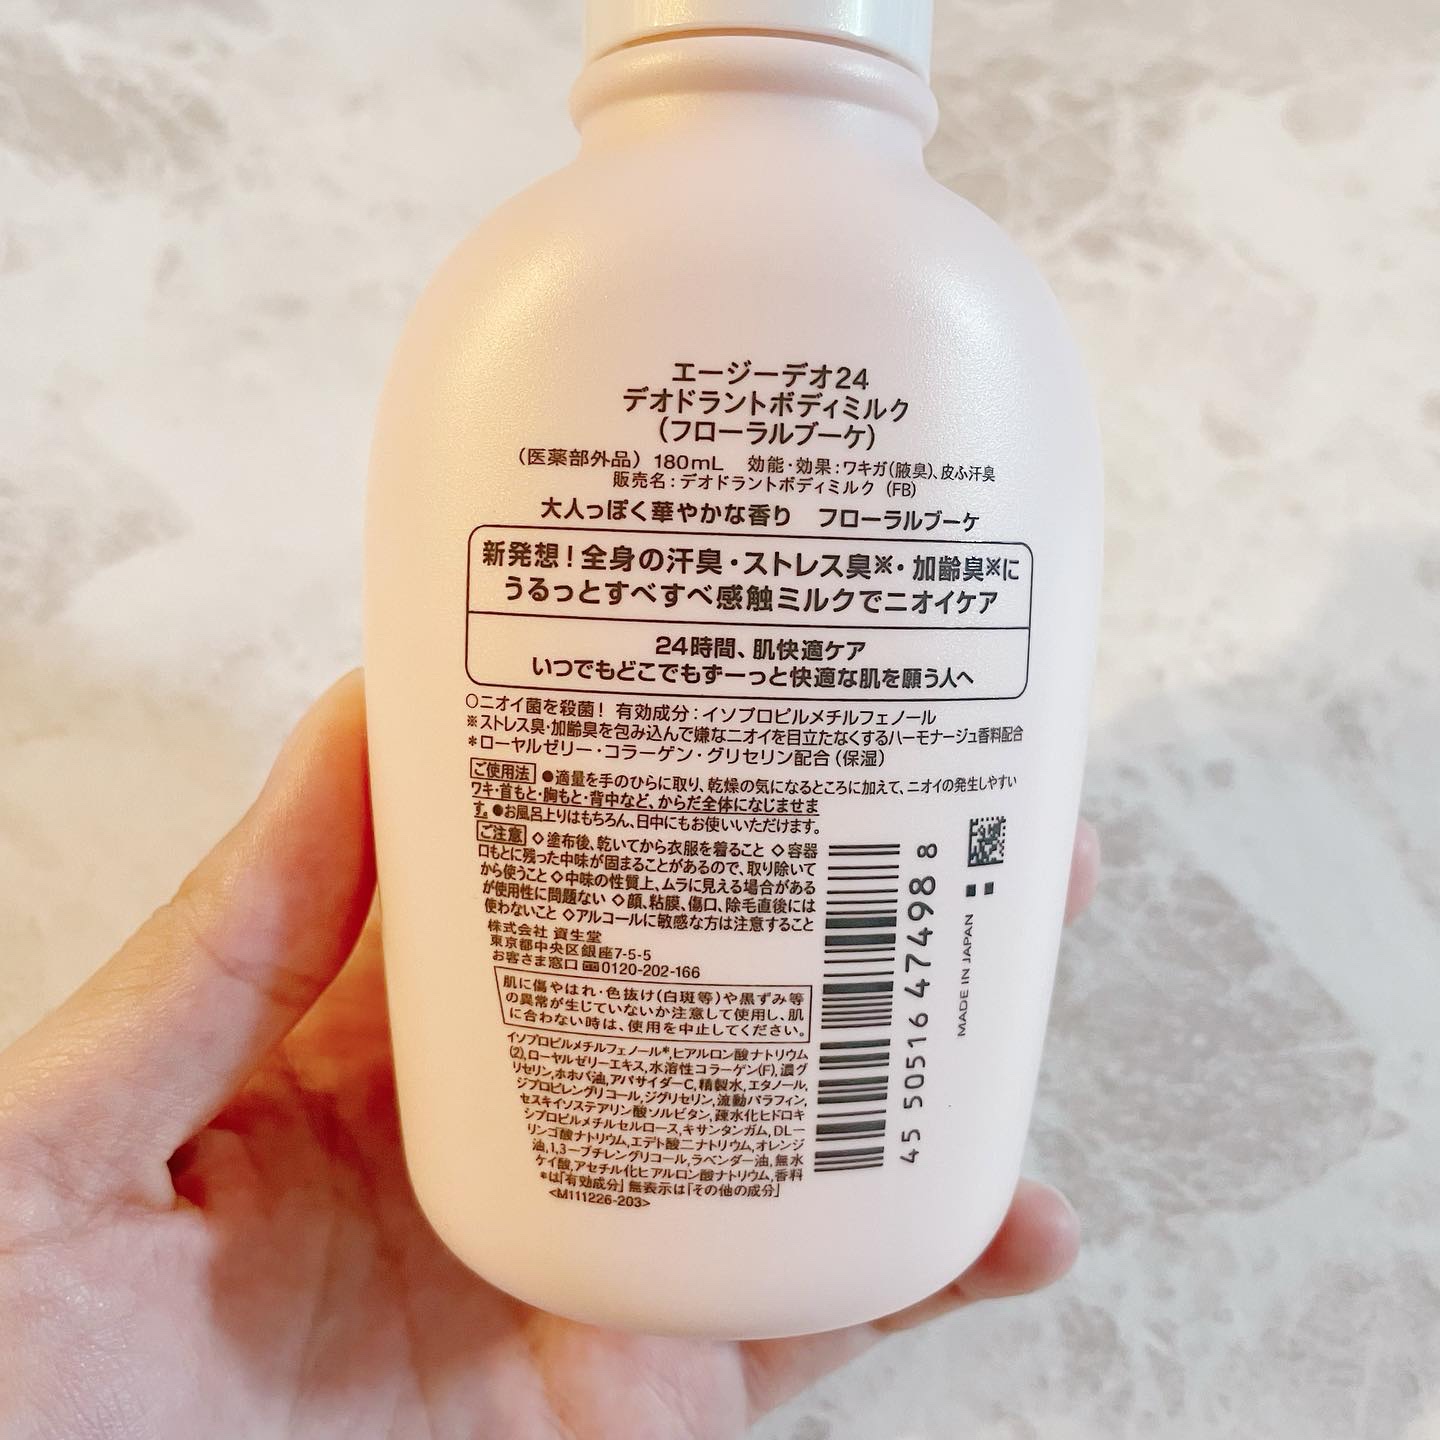 エージーデオ24
デオドラントボディミルク
（フローラルブーケ）
（医薬部外品） 180mL 効能・効果：ワキガ（腋臭）、皮ふ汗臭
販売名：デオドラントボディミルク（FB）
大人っぽく華やかな香り フローラルブーケ
新発想！全身の汗臭・ストレス臭※・加齢臭※に
うるっとすべすべ感触ミルクでニオイケア
24時間、肌快適ケア
いつでもどこでもずーっと快適な肌を願う人へ
○ニオイ菌を殺菌！ 有効成分：イソプロピルメチルフェノール
※ストレス臭・加齢臭を包み込んで嫌なニオイを目立たなくするハーモナージュ香料配合
＊ローヤルゼリー・コラーゲン・グリセリン配合（保湿）
ご使用法 ●適量を手のひらに取り、乾燥の気になるところに加えて、ニオイの発生しやすい
ワキ・首もと・胸もと・背中など、からだ全体になじませま
す。●お風呂上りはもちろん、日中にもお使いいただけます。
ご注意 ◇塗布後、乾いてから衣服を着ること ◇容器
口もとに残った中味が固まることがあるので、取り除いて
から使うこと ◇中味の性質上、ムラに見える場合がある
が使用性に問題ない ◇顔、粘膜、傷口、除毛直後には
使わないこと ◇アルコールに敏感な方は注意すること
株式会社 資生堂
東京都中央区銀座7-5-5
お客さま窓口 0120-202-166
肌に傷やはれ・色抜け（白斑等）や黒ずみ等
の異常が生じていないか注意して使用し、肌
に合わない時は、使用を中止してください。
イソプロピルメチルフェノール*,ヒアルロン酸ナトリウム
(2),ローヤルゼリーエキス,水溶性コラーゲン(F),濃グ
リセリン,ホホバ油,アパサイダーC,精製水,エタノール,
ジプロピレングリコール,ジグリセリン,流動パラフィン,
セスキイソステアリン酸ソルビタン,疎水化ヒドロキ
シプロピルメチルセルロース,キサンタンガム,DL-
リンゴ酸ナトリウム,エデト酸二ナトリウム,オレンジ
油,1,3-ブチレングリコール,ラベンダー油,無水
ケイ酸,アセチル化ヒアルロン酸ナトリウム,香料
*は「有効成分」無表示は「その他の成分」
<M111226-203>
45 50516 47498 8
MADE IN JAPAN